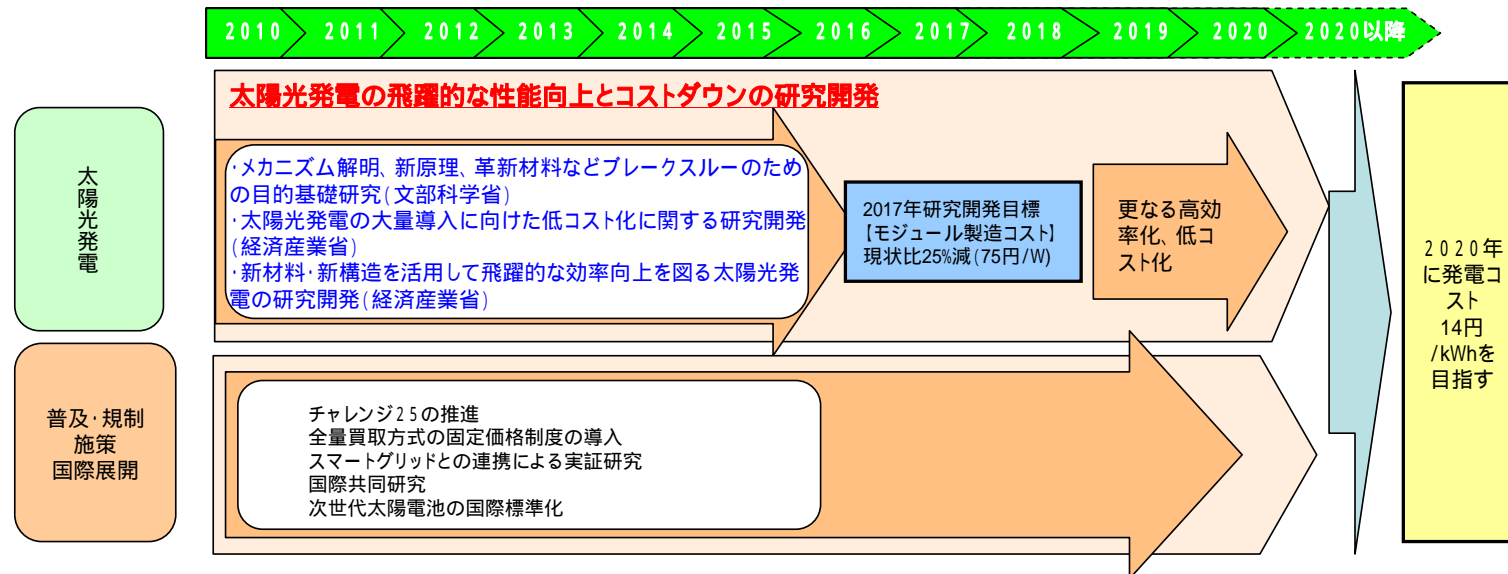 2010 2011 2012 2013 2014 2015 2016 2017 2018 2019 2020 2020以降
太陽光発電
太陽光発電の飛躍的な性能向上とコストダウンの研究開発
・メカニズム解明、新原理、革新材料などブレークスルーのため
の目的基礎研究(文部科学省)
・太陽光発電の大量導入に向けた低コスト化に関する研究開発
(経済産業省)
・新材料・新構造を活用して飛躍的な効率向上を図る太陽光発
電の研究開発(経済産業省)
2017年研究開発目標
【モジュール製造コスト】
現状比25%減(75円/W)
更なる高効
率化、低コ
スト化
2020年
に発電コ
スト
14円
/kWhを
目指す
普及・規制
施策
国際展開
チャレンジ25の推進
全量買取方式の固定価格制度の導入
スマートグリッドとの連携による実証研究
国際共同研究
次世代太陽電池の国際標準化